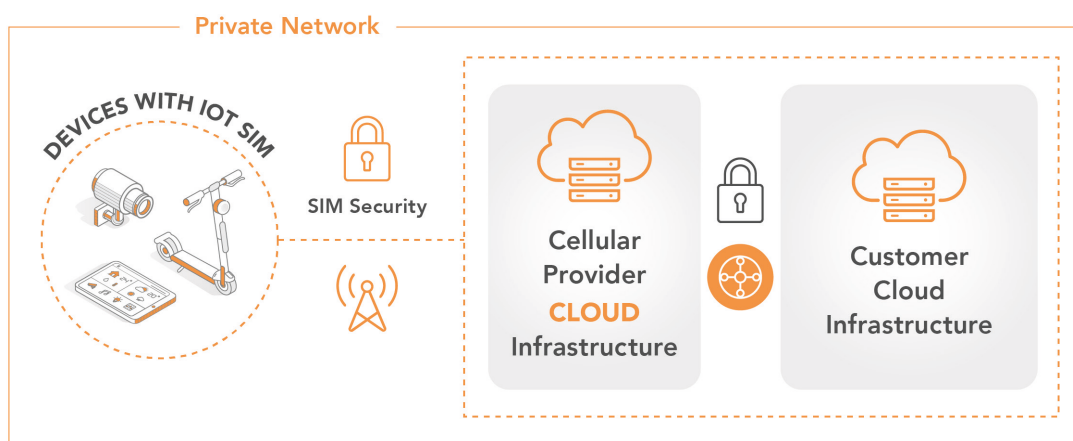 Private Network
DEVICES WITH IOT SIM
SIM Security
Cellular
Provider
CLOUD
Infrastructure
Customer
Cloud
Infrastructure